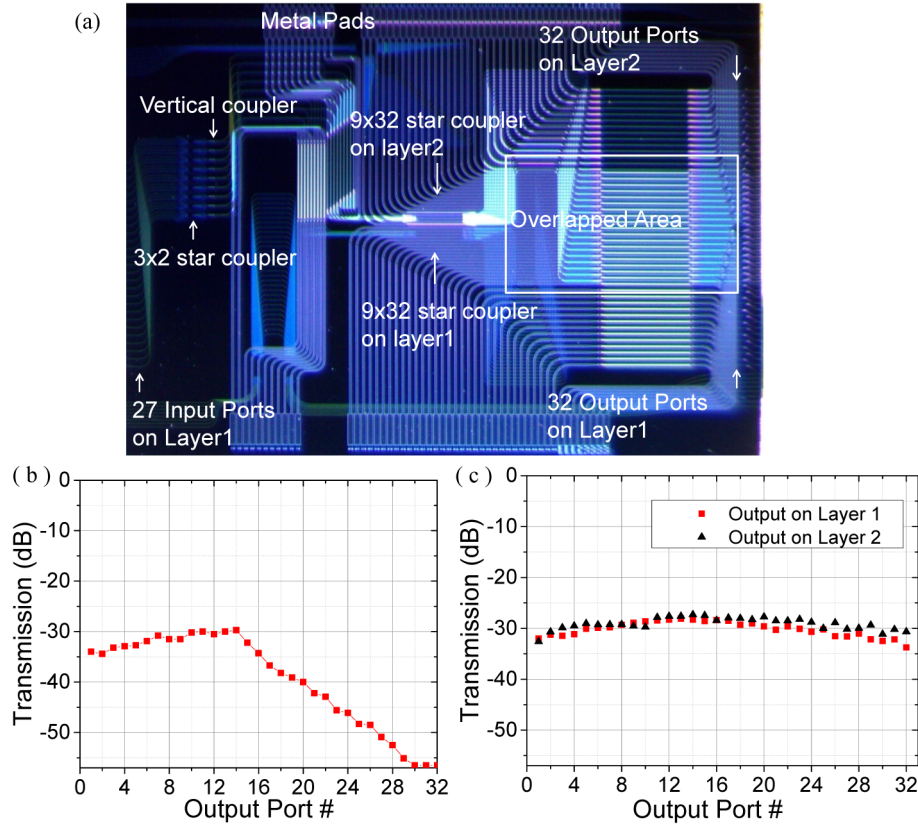 (a)
Metal Pads
32 Output Ports
on Layer2
Vertical coupler
9x32 star coupler
on layer2
Overlapped Area
3x2 star coupler
9x32 star coupler
on layer1
27 Input Ports
on Layer1
32 Output Ports
on Layer1
( b )
0
-10
-20
-30
-40
-50
Transmission (dB)
0 4 8 12 16 20 24 28 32
Output Port #
( c )
0
-10
-20
-30
-40
-50
Transmission (dB)
Output on Layer 1
Output on Layer 2
0 4 8 12 16 20 24 28 32
Output Port #